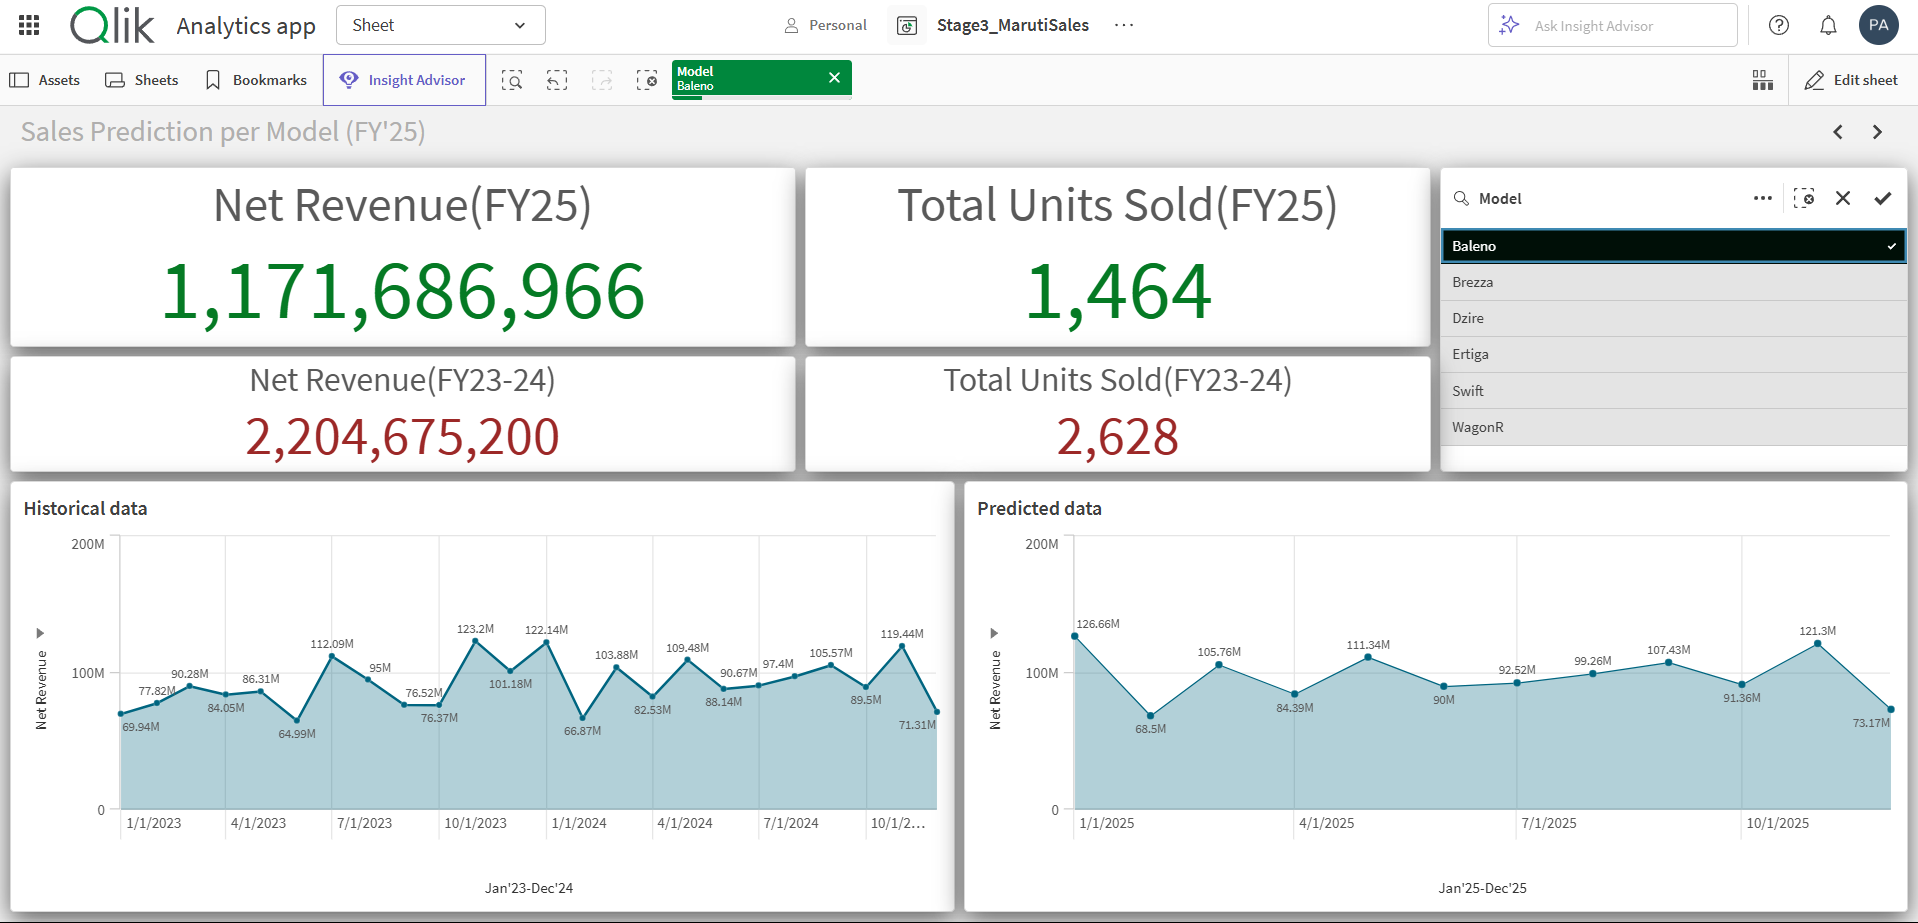 Qlik Analytics app Sheet Personal Stage3_MarutiSales ... Ask Insight Advisor PA
Assets Sheets Bookmarks Insight Advisor Model Edit sheet
Baleno
Sales Prediction per Model (FY'25)
Net Revenue(FY25)
1,171,686,966
Total Units Sold(FY25)
1,464
Net Revenue(FY23-24)
2,204,675,200
Total Units Sold(FY23-24)
2,628
Model
Baleno
Brezza
Dzire
Ertiga
Swift
WagonR
Historical data
Net Revenue
200M
100M
0
69.94M
77.82M
90.28M
84.05M
86.31M
64.99M
112.09M
95M
76.52M
76.37M
123.2M
101.18M
122.14M
66.87M
103.88M
82.53M
109.48M
88.14M
90.67M
97.4M
105.57M
89.5M
119.44M
71.31M
1/1/2023 4/1/2023 7/1/2023 10/1/2023 1/1/2024 4/1/2024 7/1/2024 10/1/2...
Jan'23-Dec'24
Predicted data
Net Revenue
200M
100M
0
126.66M
68.5M
105.76M
84.39M
111.34M
90M
92.52M
99.26M
107.43M
91.36M
121.3M
73.17M
1/1/2025 4/1/2025 7/1/2025 10/1/2025
Jan'25-Dec'25